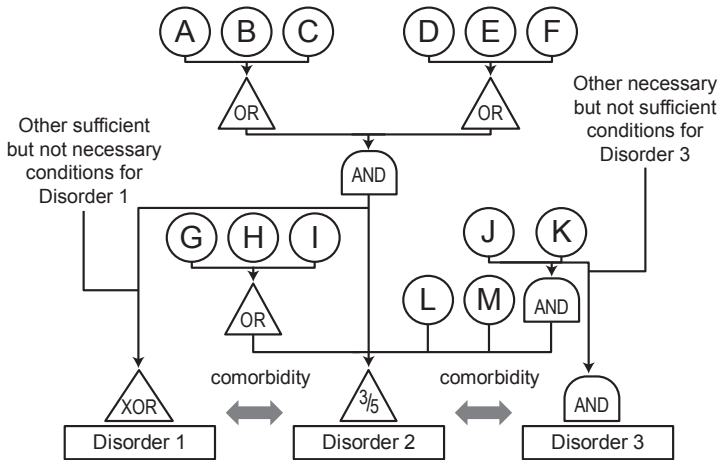 A B C D E F
OR OR
Other sufficient
but not necessary
conditions for
Disorder 1
Other necessary
but not sufficient
conditions for
Disorder 3
AND
G H I J K
OR L M AND
comorbidity comorbidity
XOR 3/5 AND
Disorder 1 Disorder 2 Disorder 3